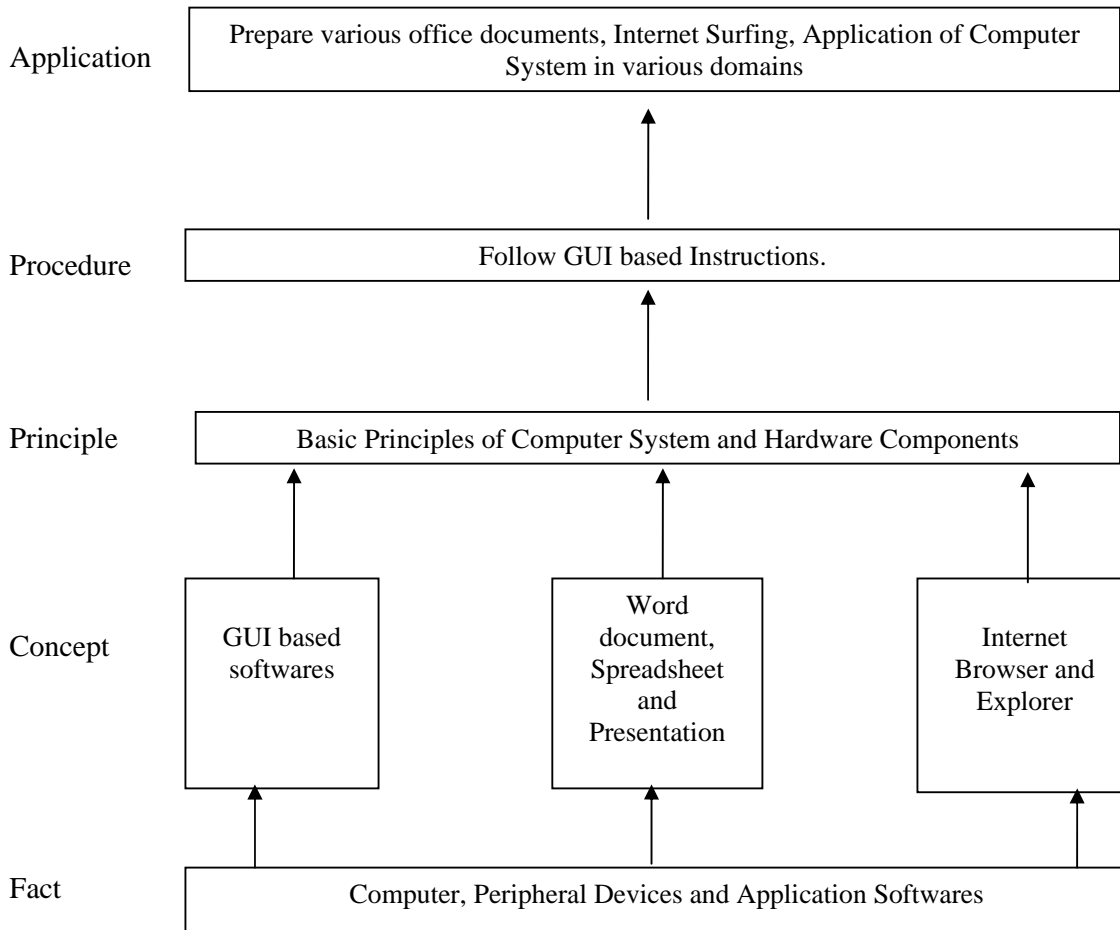 Application
Prepare various office documents, Internet Surfing, Application of Computer
System in various domains
Procedure
Follow GUI based Instructions.
Principle
Basic Principles of Computer System and Hardware Components
Concept
GUI based
softwares
Word
document,
Spreadsheet
and
Presentation
Internet
Browser and
Explorer
Fact
Computer, Peripheral Devices and Application Softwares